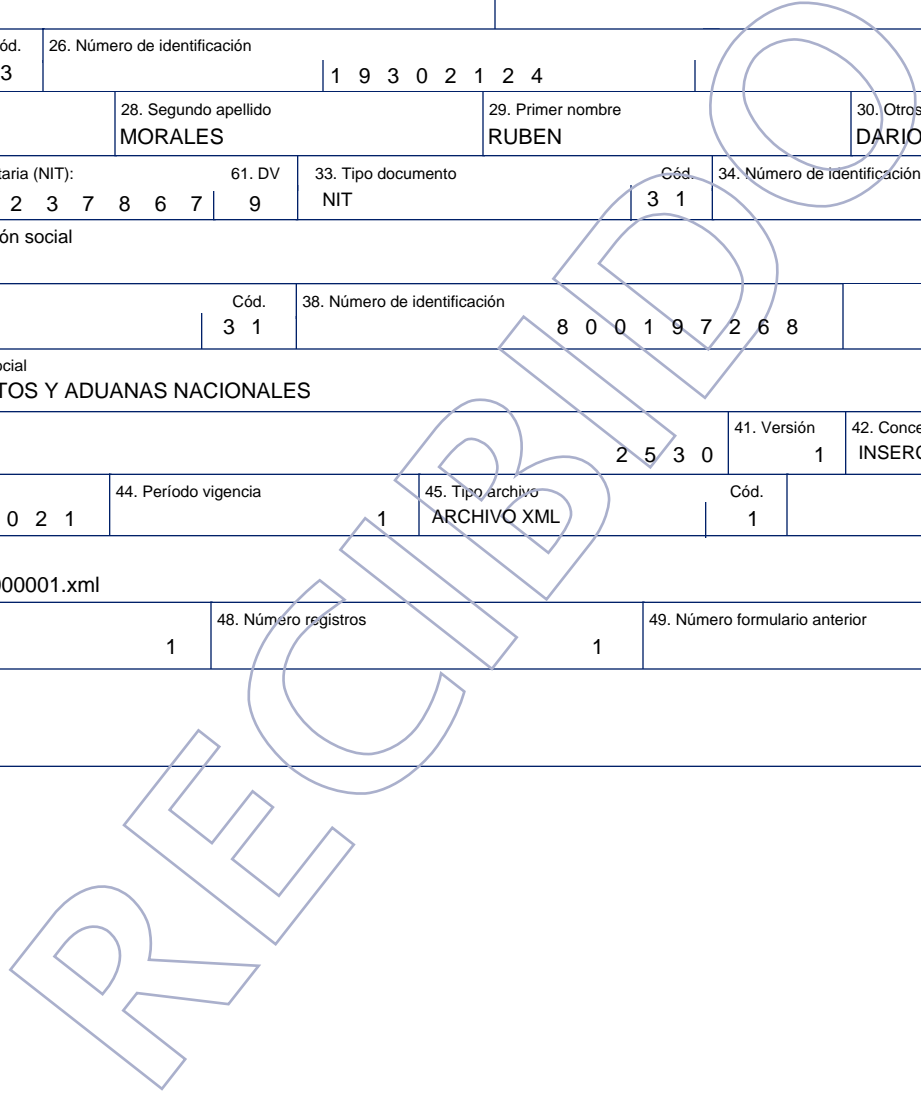 ód. 26. Número de identificación
3 1 9 3 0 2 1 2 4
28. Segundo apellido 29. Primer nombre 30. Otros
MORALES RUBEN DARIO
taria (NIT): 61. DV 33. Tipo documento Cód. 34. Número de identificación
2 3 7 8 6 7 9 NIT 3 1
ón social
Cód. 38. Número de identificación
3 1 8 0 0 1 9 7 2 6 8
ocial
TOS Y ADUANAS NACIONALES
41. Versión 42. Conce
2 5 3 0 1 INSERC
44. Período vigencia 45. Tipo archivo Cód.
0 2 1 1 ARCHIVO XML 1
000001.xml
48. Número registros 49. Número formulario anterior
1 1
RECIBIDO